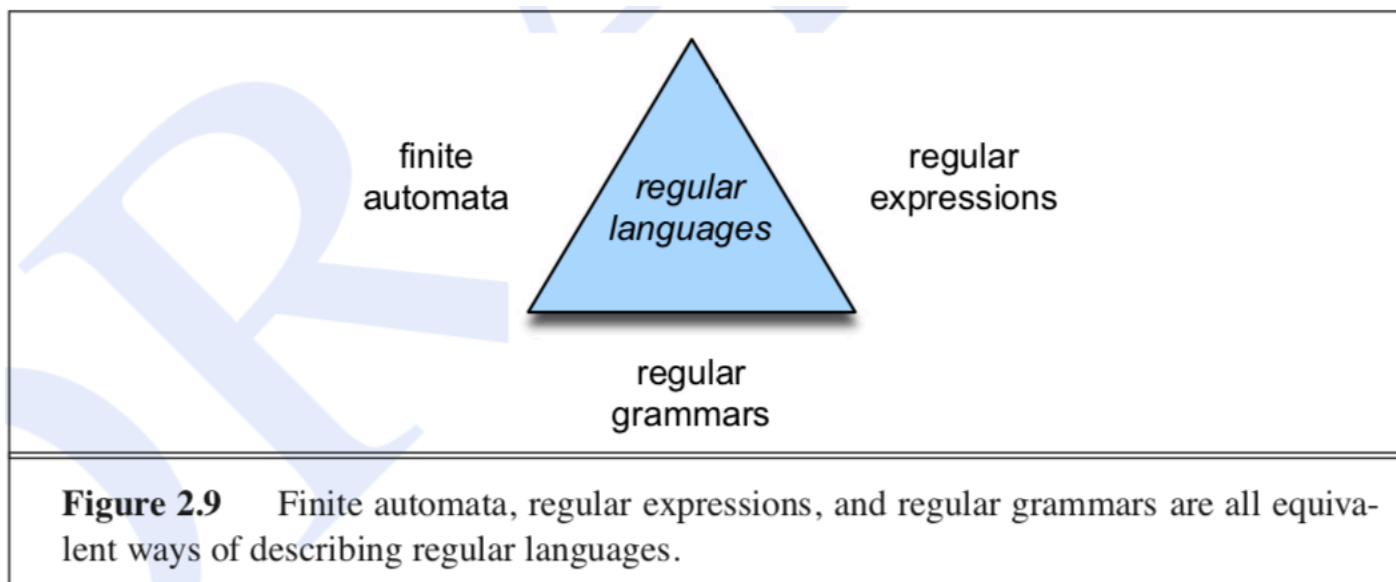 finite
automata
regular
languages
regular
expressions
regular
grammars
Figure 2.9 Finite automata, regular expressions, and regular grammars are all equiva-
lent ways of describing regular languages.